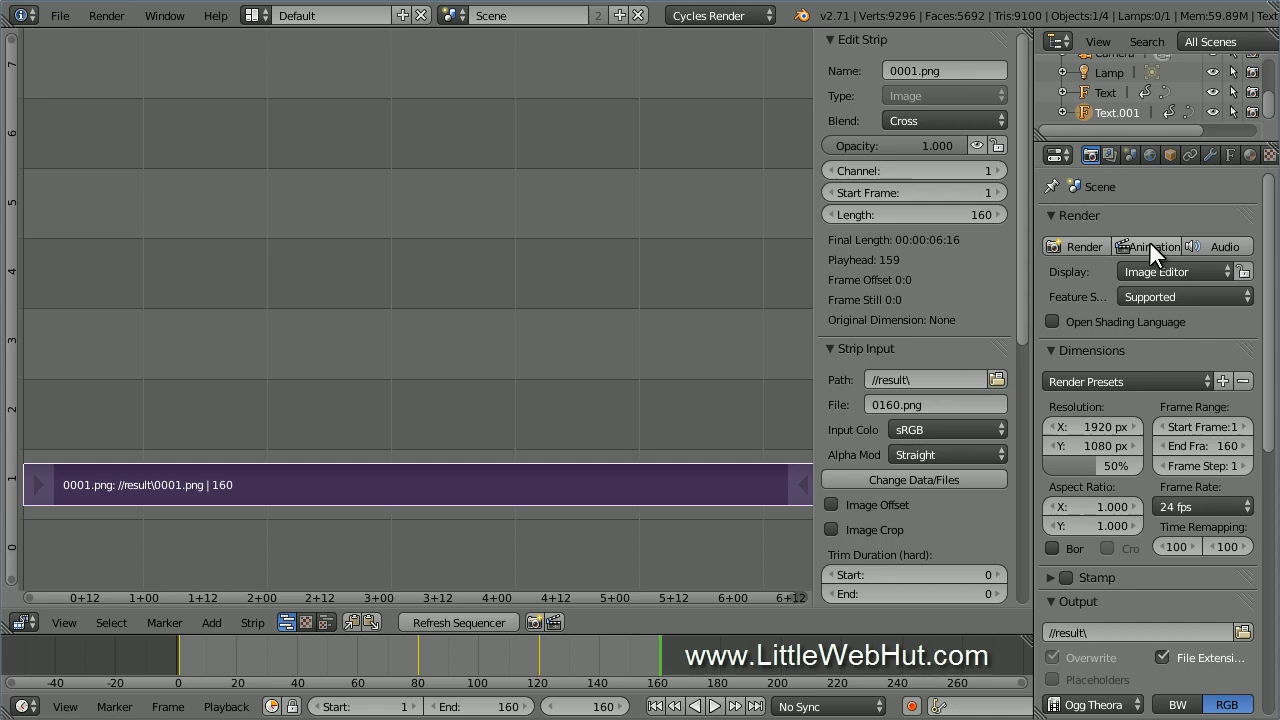 File Render Window Help Default Scene 2 Cycles Render v2.71 | Verts:9296 | Faces:5692 | Tris:9100 | Objects:1/4 | Lamps:0/1 | Mem:59.89M | Text
View Search All Scenes
Lamp
Text
Text.001
Scene
Render
Render Animation Audio
Display: Image Editor
Feature S... Supported
Open Shading Language
Dimensions
Render Presets
Resolution: Frame Range:
X: 1920 px Start Frame:1
Y: 1080 px End Fra: 160
50% Frame Step: 1
Aspect Ratio: Frame Rate:
X: 1.000 24 fps
Y: 1.000 Time Remapping:
Bor Cro 100 100
Stamp
Output
//result\
Overwrite File Extensi...
Placeholders
Ogg Theora BW RGB
Edit Strip
Name: 0001.png
Type: Image
Blend: Cross
Opacity: 1.000
Channel: 1
Start Frame: 1
Length: 160
Final Length: 00:00:06:16
Playhead: 159
Frame Offset 0:0
Frame Still 0:0
Original Dimension: None
Strip Input
Path: //result\
File: 0160.png
Input Colo sRGB
Alpha Mod Straight
Change Data/Files
Image Offset
Image Crop
Trim Duration (hard):
Start: 0
End: 0
7
6
5
4
3
2
1
0
0001.png: //result\0001.png | 160
0+12 1+00 1+12 2+00 2+12 3+00 3+12 4+00 4+12 5+00 5+12 6+00 6+12
View Select Marker Add Strip Refresh Sequencer
www.LittleWebHut.com
-40 -20 0 20 40 60 80 100 120 140 160 180 200 220 240 260
View Marker Frame Playback Start: 1 End: 160 160 No Sync